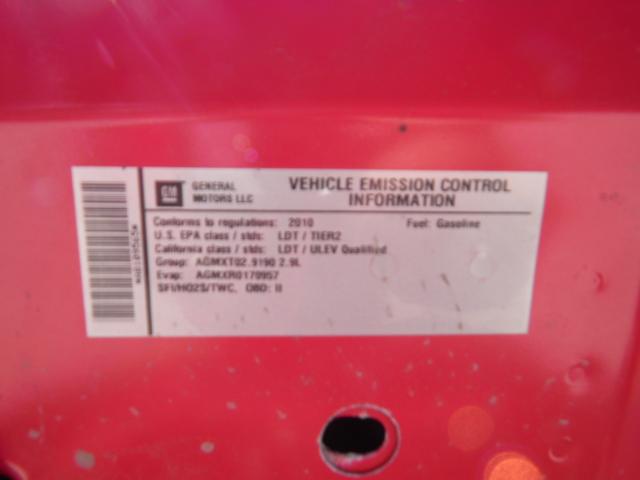 GM GENERAL MOTORS LLC
VEHICLE EMISSION CONTROL
INFORMATION
Conforms to regulations: 2010 Fuel: Gasoline
U.S. EPA class / stds: LDT / TIER2
California class / stds: LDT / ULEV Qualified
Group: AGMXT02.9190 2.9L
Evap: AGMXR0170957
SFI/HO2S/TWC, OBD: II